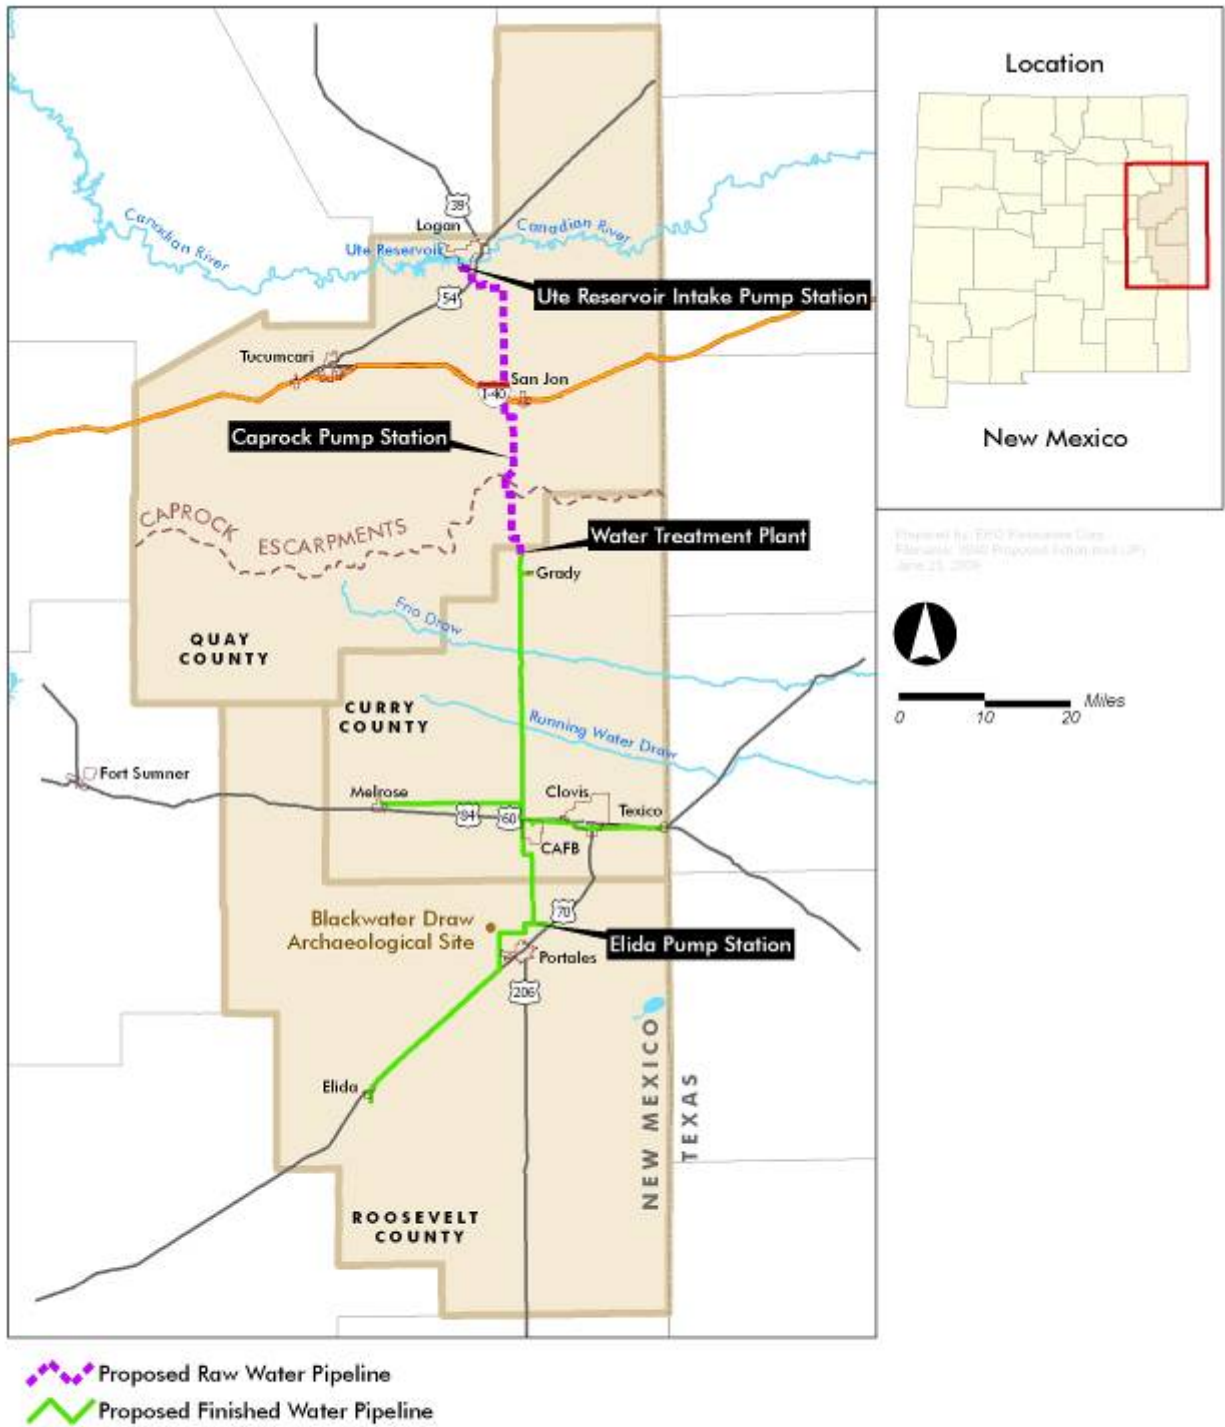 Location
New Mexico
39
Logan
Canadian River
Canadian River
Ute Reservoir
Ute Reservoir Intake Pump Station
54
Tucumcari
San Jon
I-40
Caprock Pump Station
CAPROCK ESCARPMENTS
Water Treatment Plant
Grady
Frio Draw
QUAY
COUNTY
CURRY
COUNTY
Running Water Draw
0 10 20 Miles
Fort Sumner
Melrose
Clovis
Texico
84
60
CAFB
70
Blackwater Draw
Archaeological Site
Elida Pump Station
Portales
206
NEW MEXICO
TEXAS
Elida
ROOSEVELT
COUNTY
Proposed Raw Water Pipeline
Proposed Finished Water Pipeline